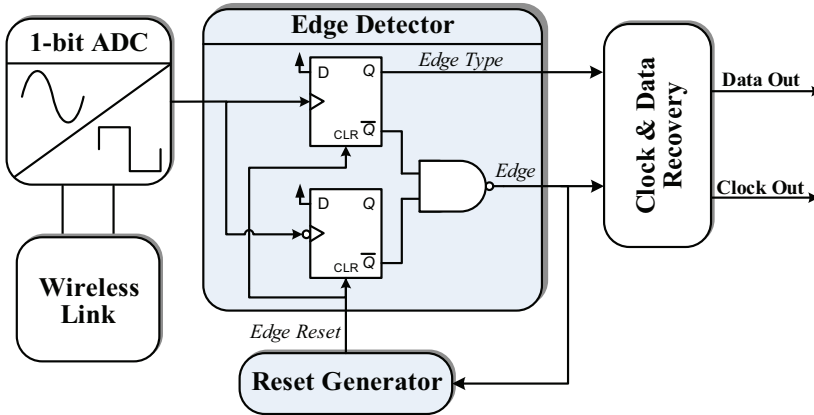 1-bit ADC
Edge Detector
D
Q
Edge Type
CLR
Q
D
Q
Edge
CLR
Q
Clock & Data
Recovery
Data Out
Clock Out
Wireless
Link
Edge Reset
Reset Generator